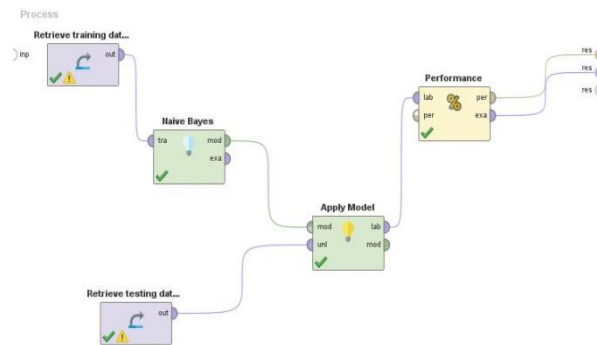 Process
inp
Retrieve training dat...
out
res
res
res
Performance
lab
per
per
exa
Naive Bayes
tra
mod
exa
Apply Model
mod
lab
unl
mod
Retrieve testing dat...
out